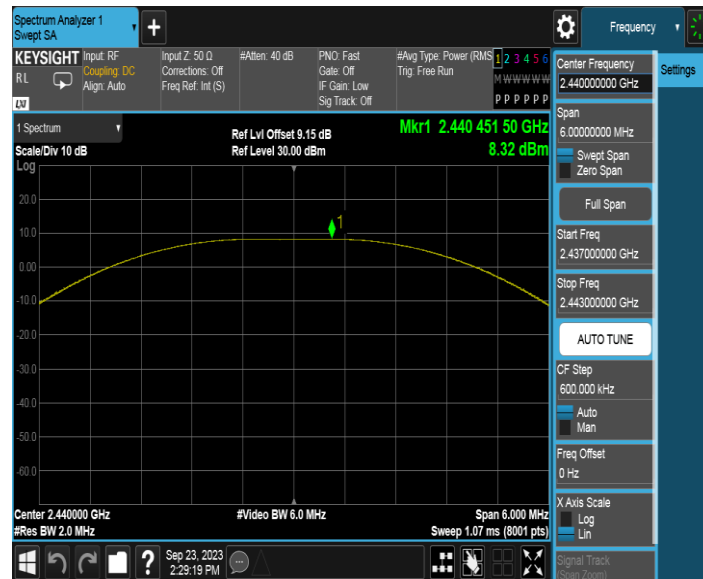 Spectrum Analyzer 1
Swept SA
+
Frequency
KEYSIGHT
RL
LXI
Input: RF
Coupling: DC
Align: Auto
Input Z: 50 Ω
Corrections: Off
Freq Ref: Int (S)
#Atten: 40 dB
PNO: Fast
Gate: Off
IF Gain: Low
Sig Track: Off
#Avg Type: Power (RMS
Trig: Free Run
1 2 3 4 5 6
M W W W W W
P P P P P P
1 Spectrum
Scale/Div 10 dB
Log
Ref Lvl Offset 9.15 dB
Ref Level 30.00 dBm
Mkr1 2.440 451 50 GHz
8.32 dBm
20.0
10.0
0.00
-10.0
-20.0
-30.0
-40.0
-50.0
-60.0
1
Center 2.440000 GHz
#Res BW 2.0 MHz
#Video BW 6.0 MHz
Span 6.000 MHz
Sweep 1.07 ms (8001 pts)
?
Sep 23, 2023
2:29:19 PM
Center Frequency
2.440000000 GHz
Settings
Span
6.00000000 MHz
Swept Span
Zero Span
Full Span
Start Freq
2.437000000 GHz
Stop Freq
2.443000000 GHz
AUTO TUNE
CF Step
600.000 kHz
Auto
Man
Freq Offset
0 Hz
X Axis Scale
Log
Lin
Signal Track
(Span Zoom)